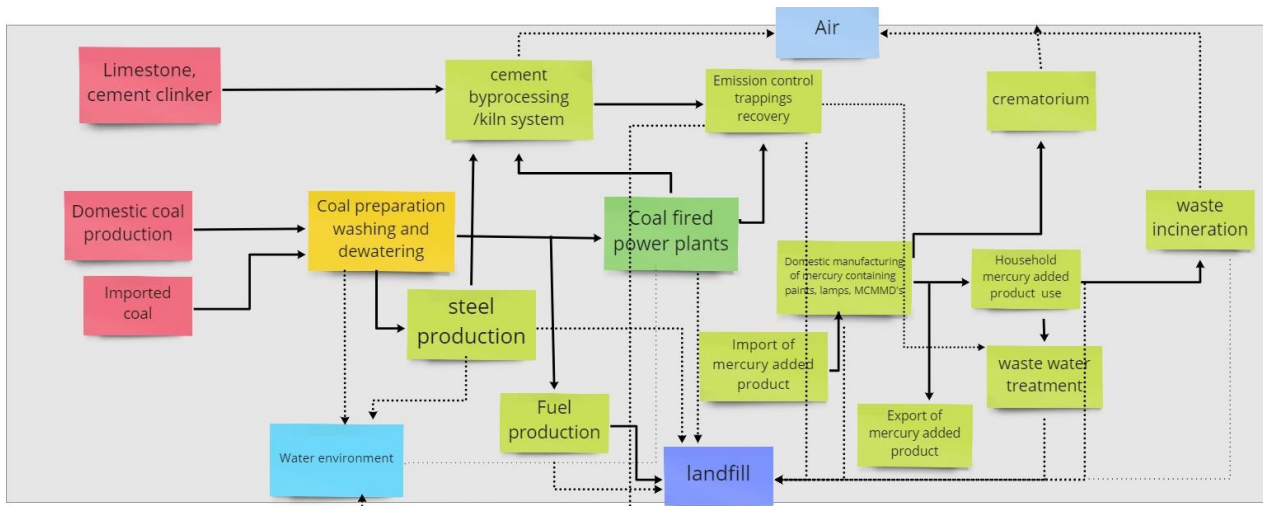 Air
Limestone,
cement clinker
cement
byprocessing
/kiln system
Emission control
trappings
recovery
crematorium
Domestic coal
production
Coal preparation
washing and
dewatering
Coal fired
power plants
waste
incineration
Domestic manufacturing
of mercury containing
paints, lamps, MCMMD's
Household
mercury added
product use
Imported
coal
steel
production
Import of
mercury added
product
waste water
treatment
Fuel
production
Export of
mercury added
product
Water environment
landfill